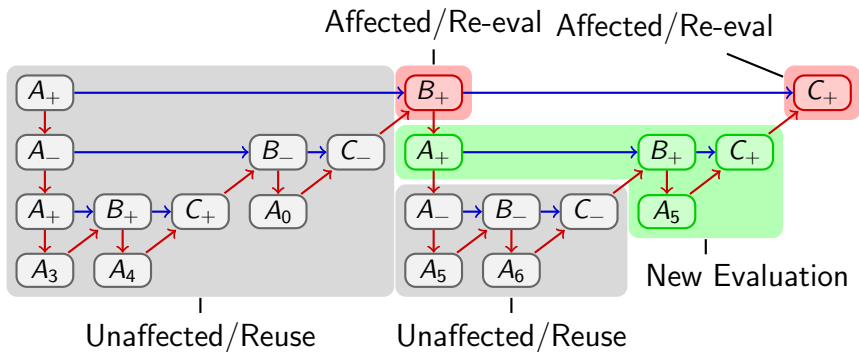 Affected/Re-eval
Affected/Re-eval
A₊ B₊ C₊
A₋ B₋ C₋ A₊ B₊ C₊
A₊ B₊ C₊ A₀ A₋ B₋ C₋ A₅
A₃ A₄ A₅ A₆
New Evaluation
Unaffected/Reuse Unaffected/Reuse